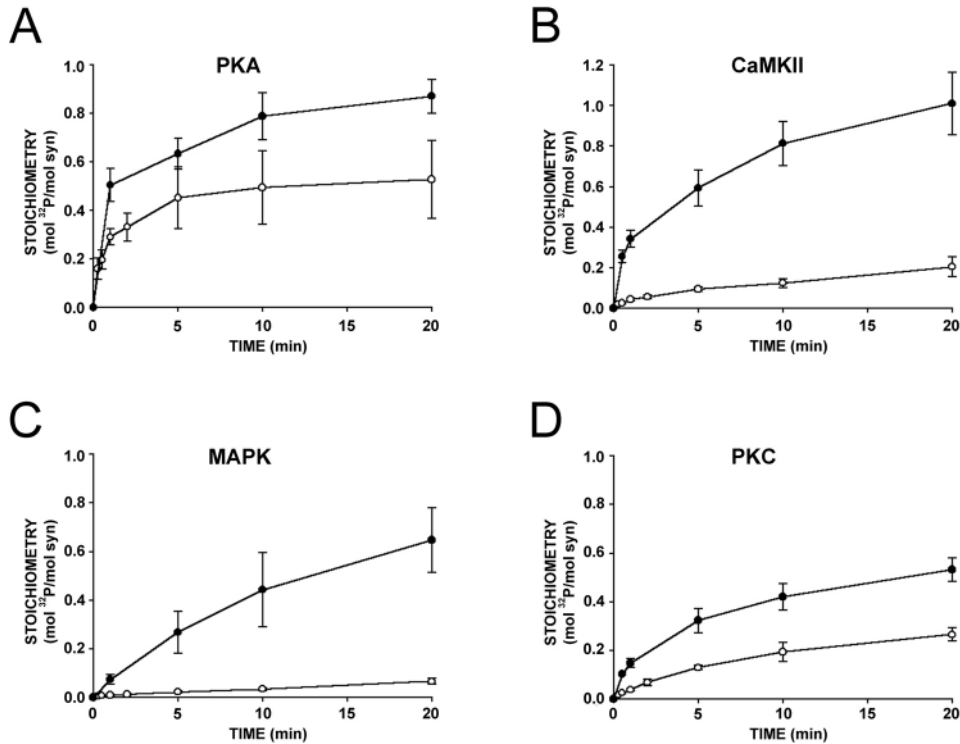 A
PKA
STOICHIOMETRY
(mol ³²P/mol syn)
1.0
0.8
0.6
0.4
0.2
0.0
0 5 10 15 20
TIME (min)
B
CaMKII
STOICHIOMETRY
(mol ³²P/mol syn)
1.2
1.0
0.8
0.6
0.4
0.2
0.0
0 5 10 15 20
TIME (min)
C
MAPK
STOICHIOMETRY
(mol ³²P/mol syn)
1.0
0.8
0.6
0.4
0.2
0.0
0 5 10 15 20
TIME (min)
D
PKC
STOICHIOMETRY
(mol ³²P/mol syn)
1.0
0.8
0.6
0.4
0.2
0.0
0 5 10 15 20
TIME (min)